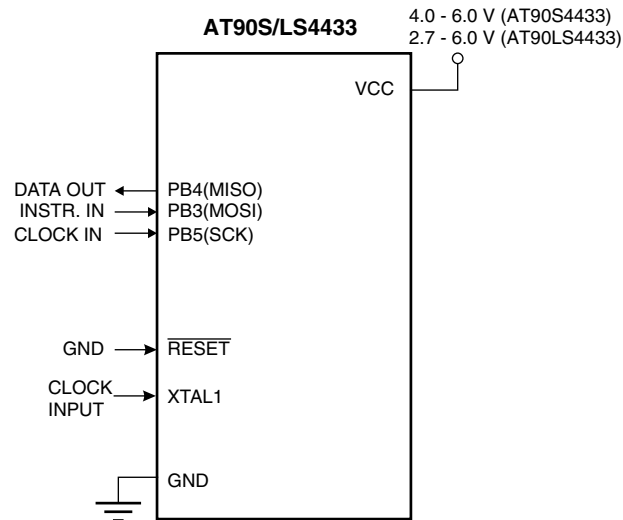 AT90S/LS4433
4.0 - 6.0 V (AT90S4433)
2.7 - 6.0 V (AT90LS4433)
VCC
DATA OUT PB4(MISO)
INSTR. IN PB3(MOSI)
CLOCK IN PB5(SCK)
GND RESET
CLOCK
INPUT XTAL1
GND